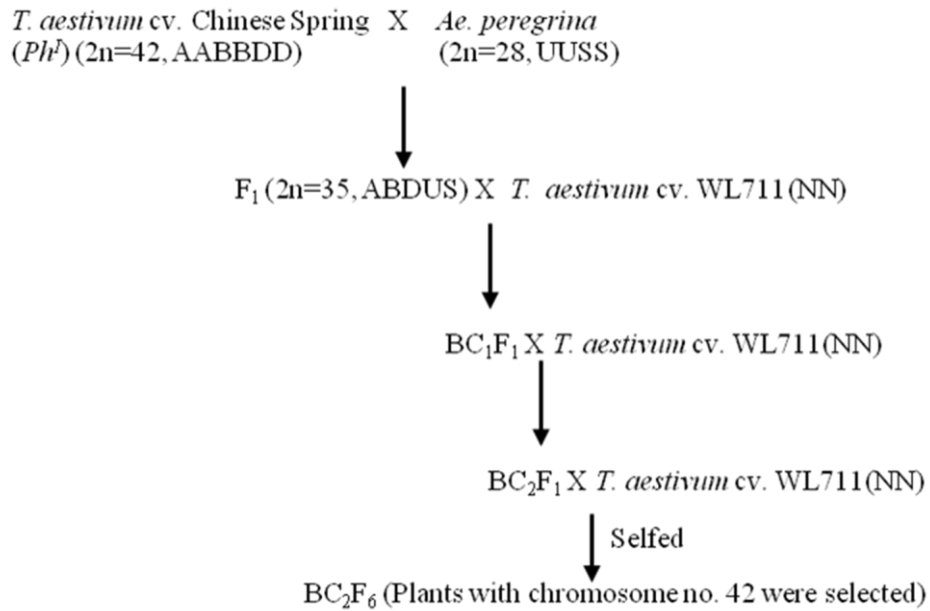 T. aestivum cv. Chinese Spring X Ae. peregrina
(Phᴵ) (2n=42, AABBDD) (2n=28, UUSS)
F₁ (2n=35, ABDUS) X T. aestivum cv. WL711(NN)
BC₁F₁ X T. aestivum cv. WL711(NN)
BC₂F₁ X T. aestivum cv. WL711(NN)
Selfed
BC₂F₆ (Plants with chromosome no. 42 were selected)